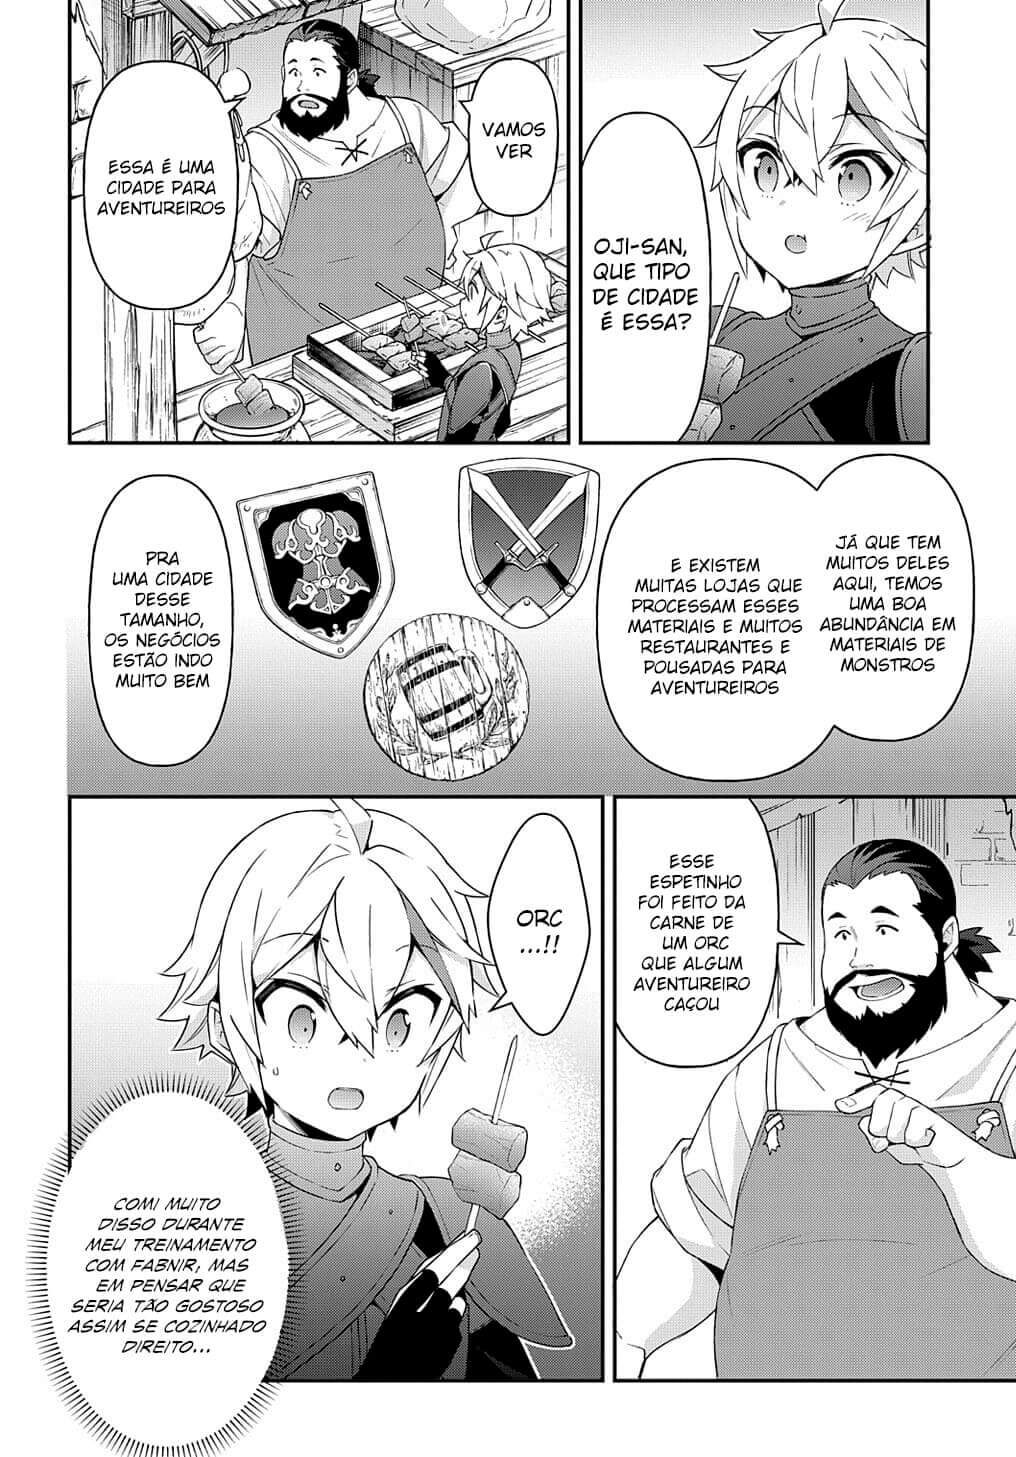 OJI-SAN,
QUE TIPO
DE CIDADE
É ESSA?
VAMOS
VER
ESSA É UMA
CIDADE PARA
AVENTUREIROS
JÁ QUE TEM
MUITOS DELES
AQUI, TEMOS
UMA BOA
ABUNDÂNCIA EM
MATERIAIS DE
MONSTROS
E EXISTEM
MUITAS LOJAS QUE
PROCESSAM ESSES
MATERIAIS E MUITOS
RESTAURANTES E
POUSADAS PARA
AVENTUREIROS
PRA
UMA CIDADE
DESSE
TAMANHO,
OS NEGÓCIOS
ESTÃO INDO
MUITO BEM
ESSE
ESPETINHO
FOI FEITO DA
CARNE DE
UM ORC
QUE ALGUM
AVENTUREIRO
CAÇOU
ORC
...!!
COMI MUITO
DISSO DURANTE
MEU TREINAMENTO
COM FABNIR, MAS
EM PENSAR QUE
SERIA TÃO GOSTOSO
ASSIM SE COZINHADO
DIREITO...